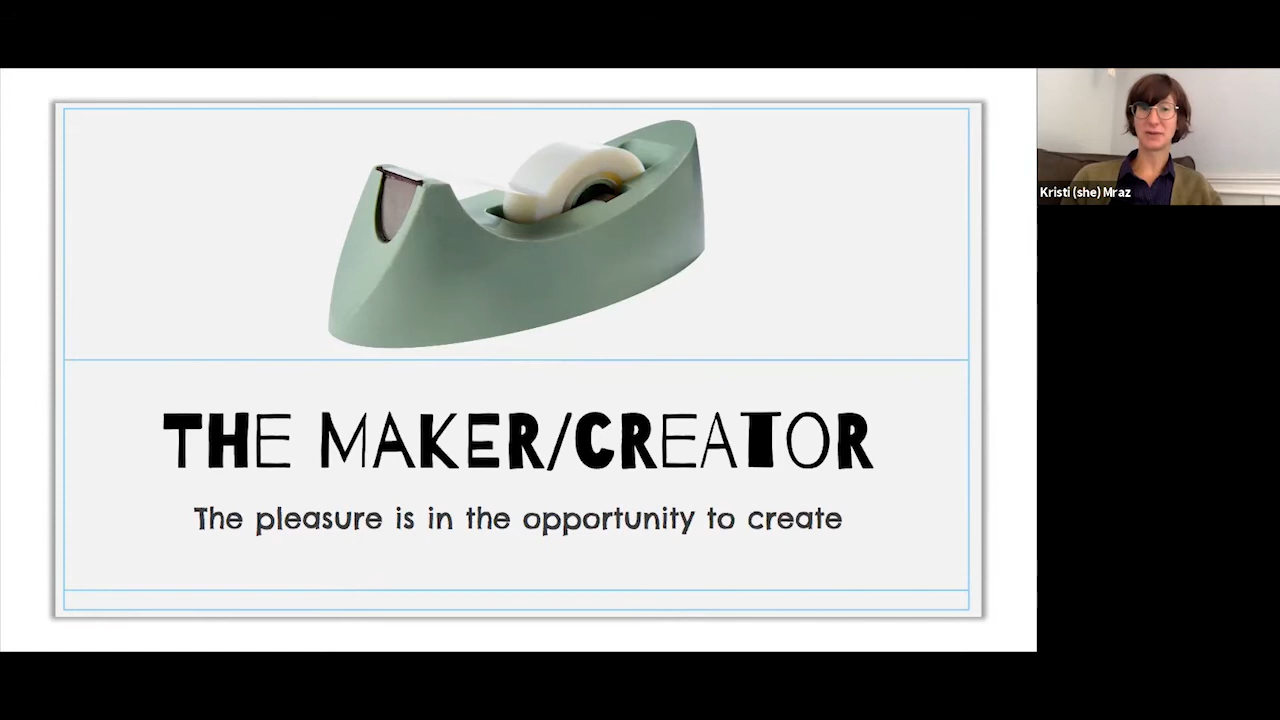 THE MAKER/CREATOR
The pleasure is in the opportunity to create
Kristi (she) Mraz